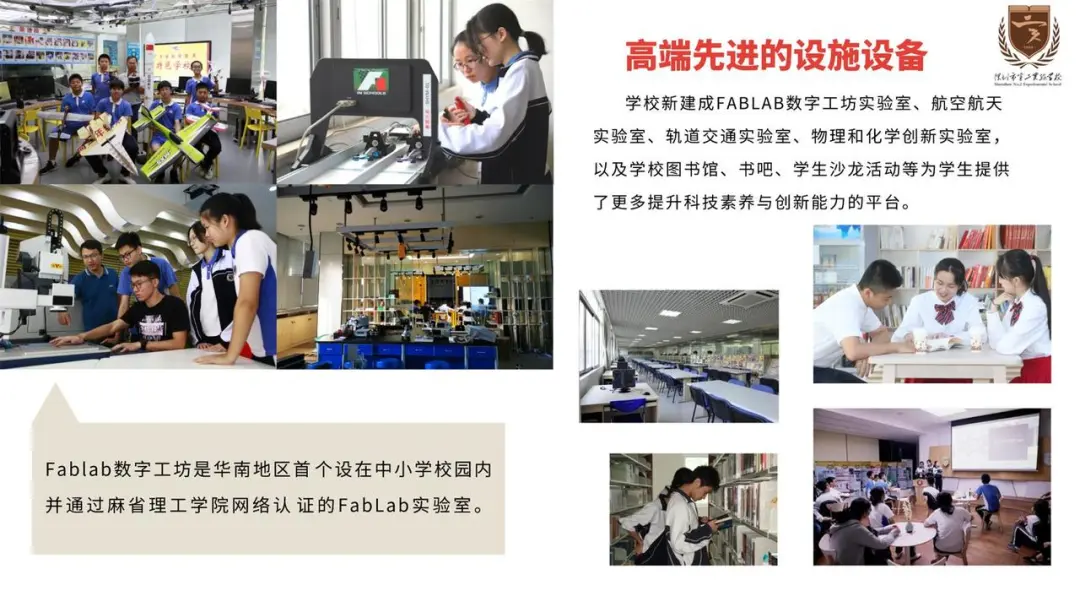 高端先进的设施设备
学校新建成FABLAB数字工坊实验室、航空航天
实验室、轨道交通实验室、物理和化学创新实验室，
以及学校图书馆、书吧、学生沙龙活动等为学生提供
了更多提升科技素养与创新能力的平台。
Fablab数字工坊是华南地区首个设在中小学校园内
并通过麻省理工学院网络认证的FabLab实验室。